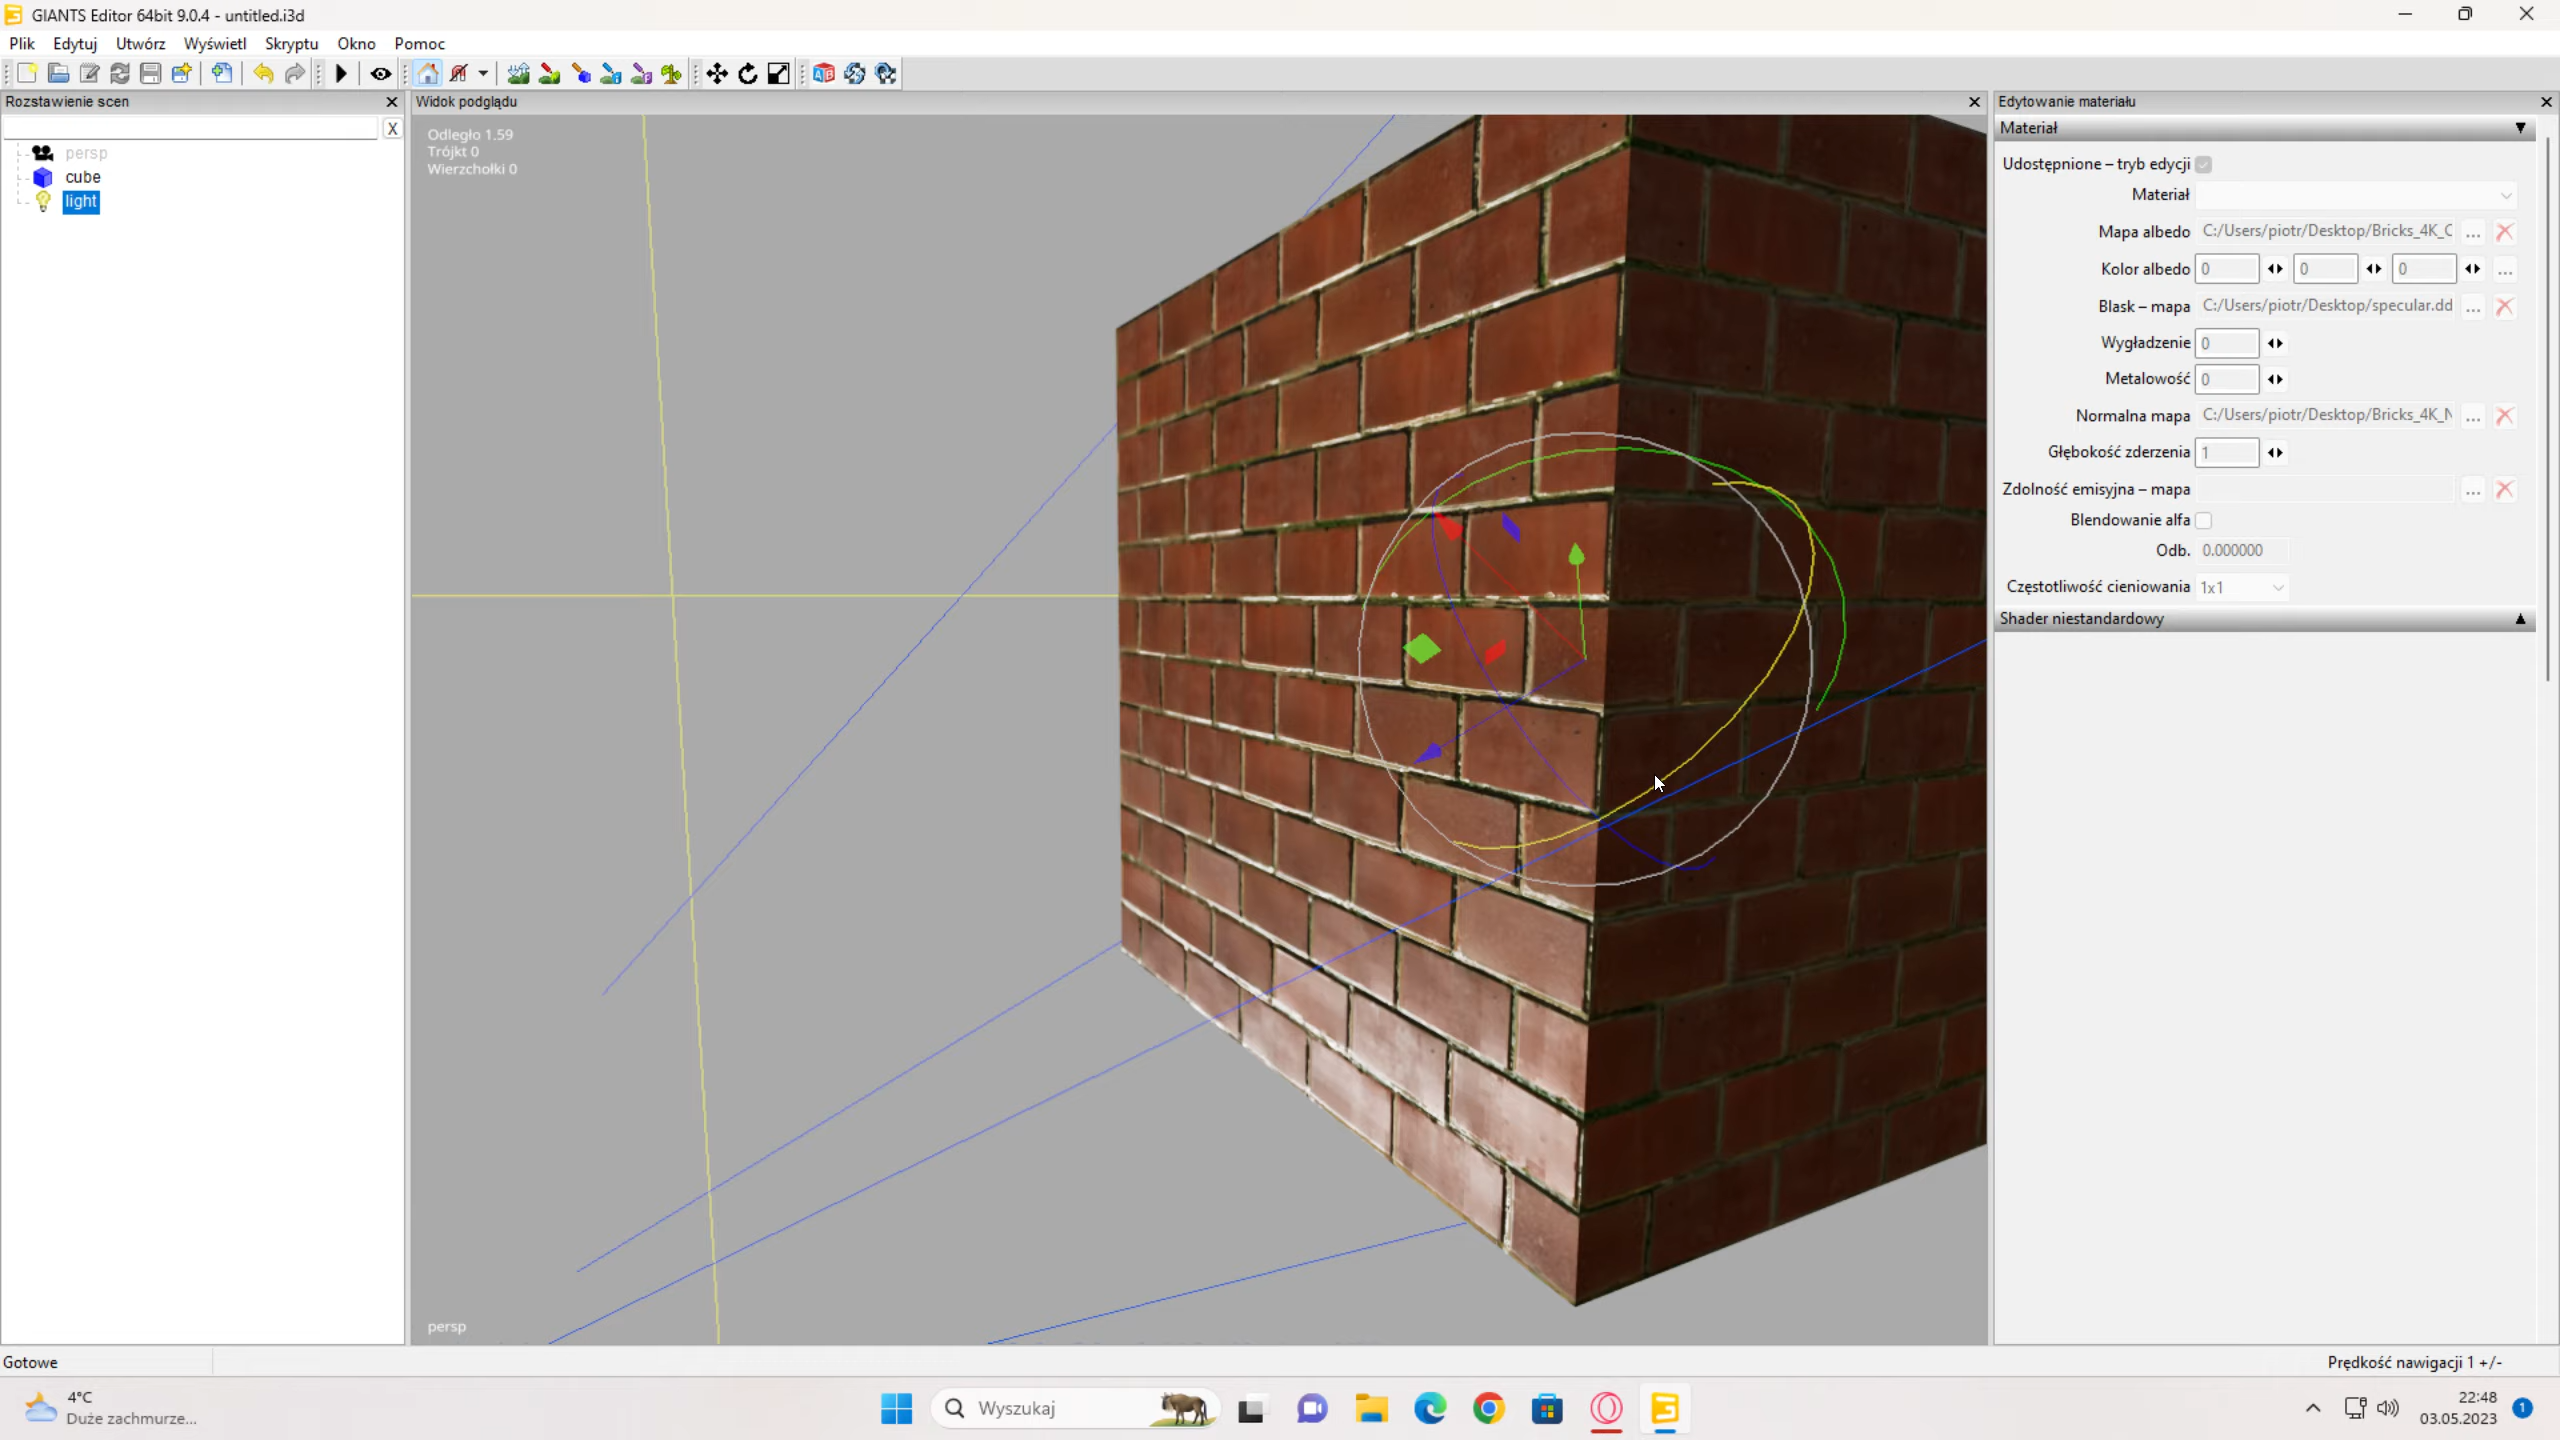 GIANTS Editor 64bit 9.0.4 - untitled.i3d
Plik Edytuj Utwórz Wyświetl Skryptu Okno Pomoc
Rozstawienie scen
X
persp
cube
light
Widok podglądu
Odległo 1.59
Trójkt 0
Wierzchołki 0
persp
Edytowanie materiału
Materiał
Udostępnione – tryb edycji
Materiał
Mapa albedo C:/Users/piotr/Desktop/Bricks_4K_C ...
Kolor albedo 0 0 0 ...
Blask – mapa C:/Users/piotr/Desktop/specular.dd ...
Wygładzenie 0
Metalowość 0
Normalna mapa C:/Users/piotr/Desktop/Bricks_4K_N ...
Głębokość zderzenia 1
Zdolność emisyjna – mapa ...
Blendowanie alfa
Odb. 0.000000
Częstotliwość cieniowania 1x1
Shader niestandardowy
Gotowe
Prędkość nawigacji 1 +/-
4°C
Duże zachmurze...
Wyszukaj
22:48
03.05.2023
1